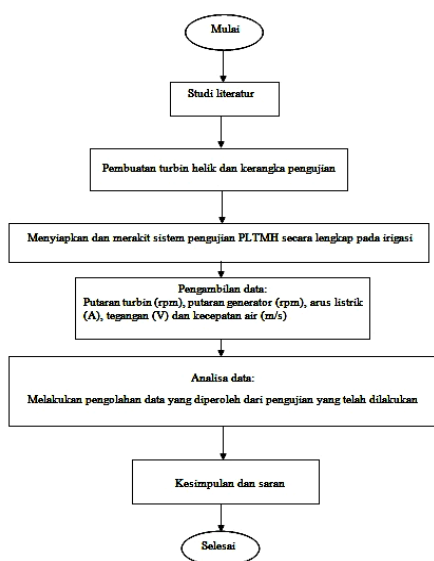 Mulai
Studi literatur
Pembuatan turbin helik dan kerangka pengujian
Menyiapkan dan merakit sistem pengujian PLTMH secara lengkap pada irigasi
Pengambilan data:
Putaran turbin (rpm), putaran generator (rpm), arus listrik
(A), tegangan (V) dan kecepatan air (m/s)
Analisa data:
Melakukan pengolahan data yang diperoleh dari pengujian yang telah dilakukan
Kesimpulan dan saran
Selesai